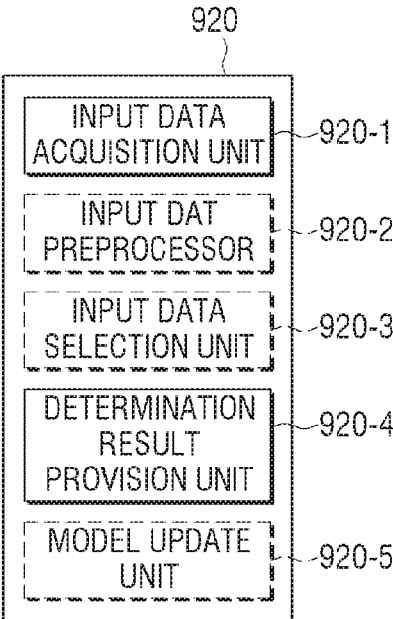 920
INPUT DATA
ACQUISITION UNIT
920-1
INPUT DAT
PREPROCESSOR
920-2
INPUT DATA
SELECTION UNIT
920-3
DETERMINATION
RESULT
PROVISION UNIT
920-4
MODEL UPDATE
UNIT
920-5